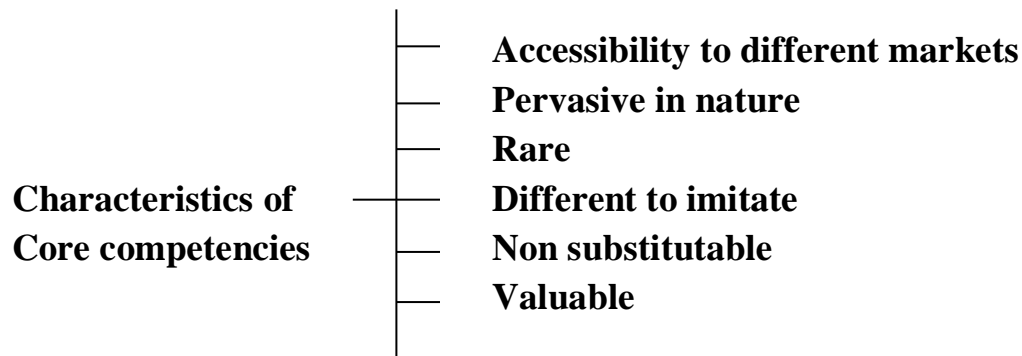 Accessibility to different markets
Pervasive in nature
Rare
Characteristics of
Different to imitate
Core competencies
Non substitutable
Valuable